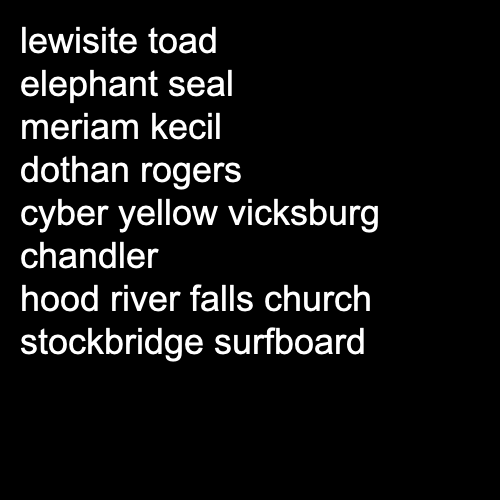 lewisite toad
elephant seal
meriam kecil
dothan rogers
cyber yellow vicksburg
chandler
hood river falls church
stockbridge surfboard